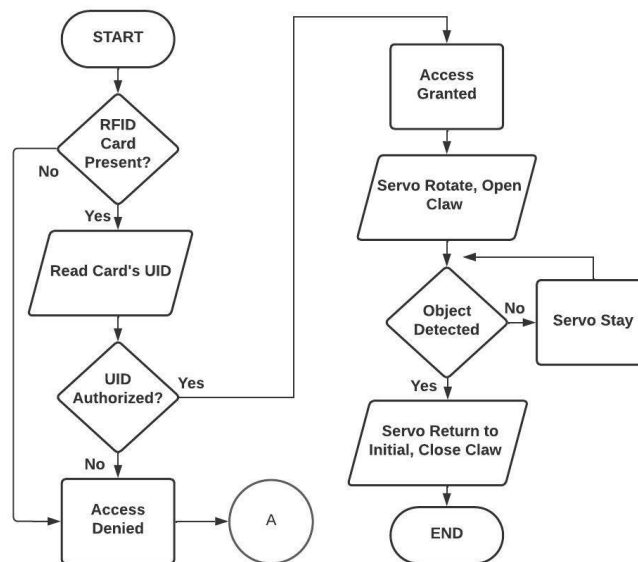 START
RFID
Card
Present?
No
Yes
Read Card's UID
UID
Authorized?
Yes
No
Access
Denied
A
Access
Granted
Servo Rotate, Open
Claw
Object
Detected
No
Servo Stay
Yes
Servo Return to
Initial, Close Claw
END